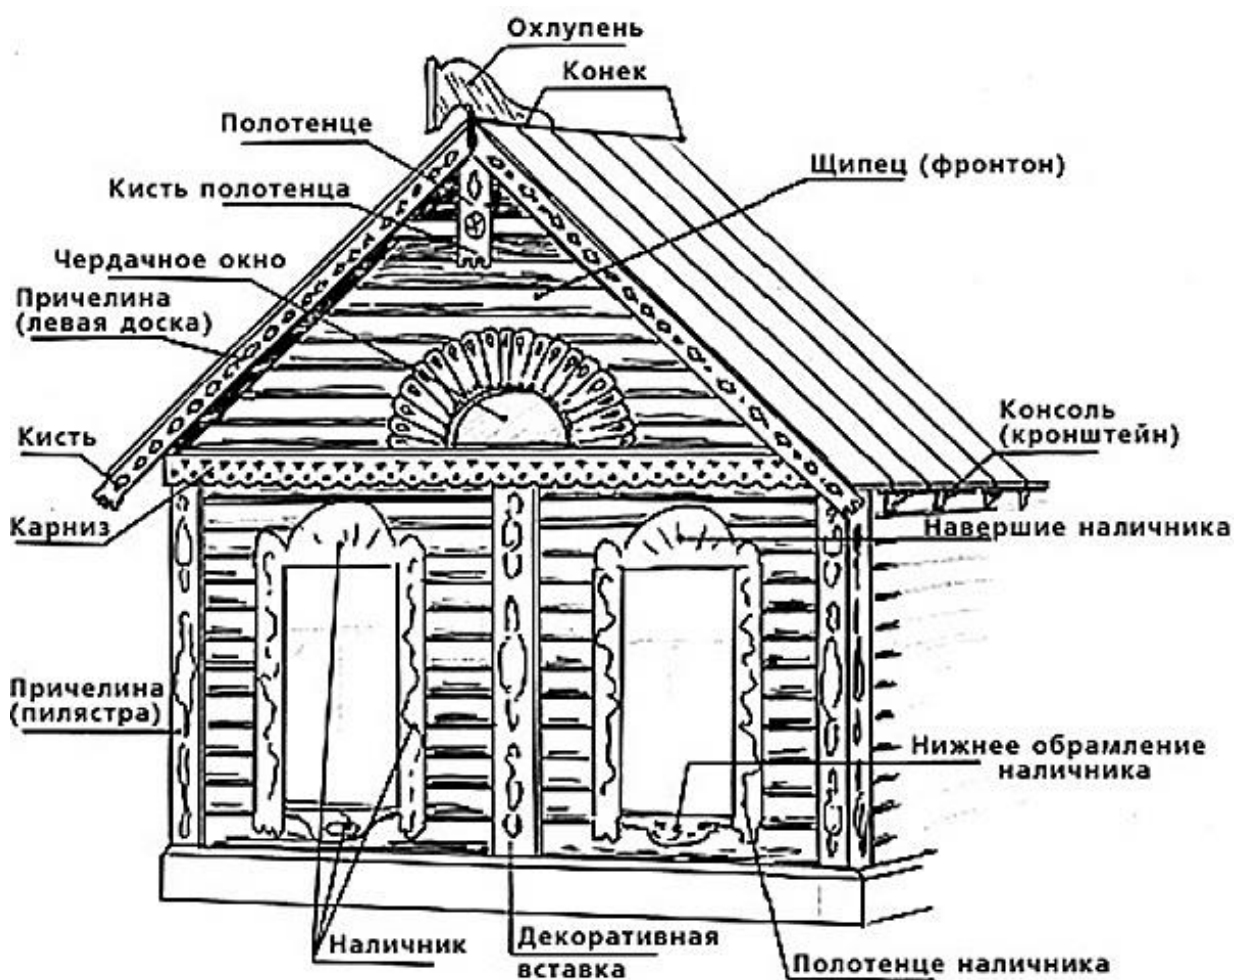 Охлупень
Конек
Полотенце
Щипец (фронтон)
Кисть полотенца
Чердачное окно
Причелина
(левая доска)
Консоль
(кронштейн)
Кисть
Карниз
Навершие наличника
Причелина
(пилястра)
Нижнее обрамление
наличника
Наличник
Декоративная
вставка
Полотенце наличника